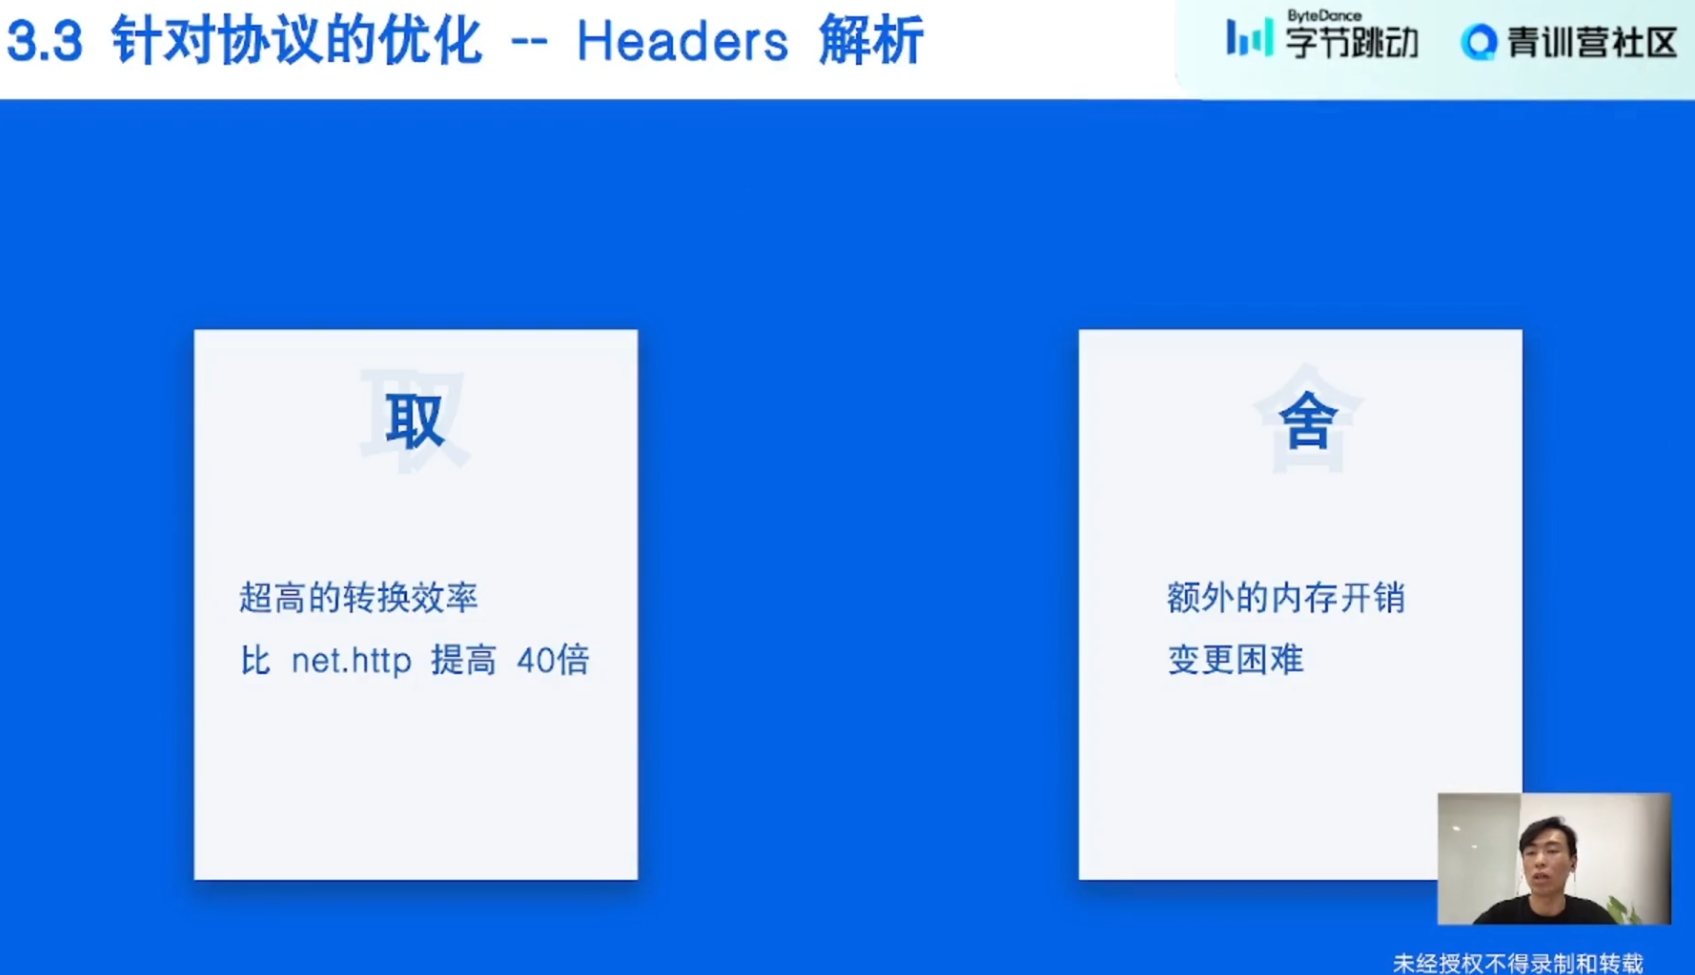 3.3 针对协议的优化 -- Headers 解析
ByteDance
字节跳动
青训营社区
取
超高的转换效率
比 net.http 提高 40倍
舍
额外的内存开销
变更困难
未经授权不得录制和转载